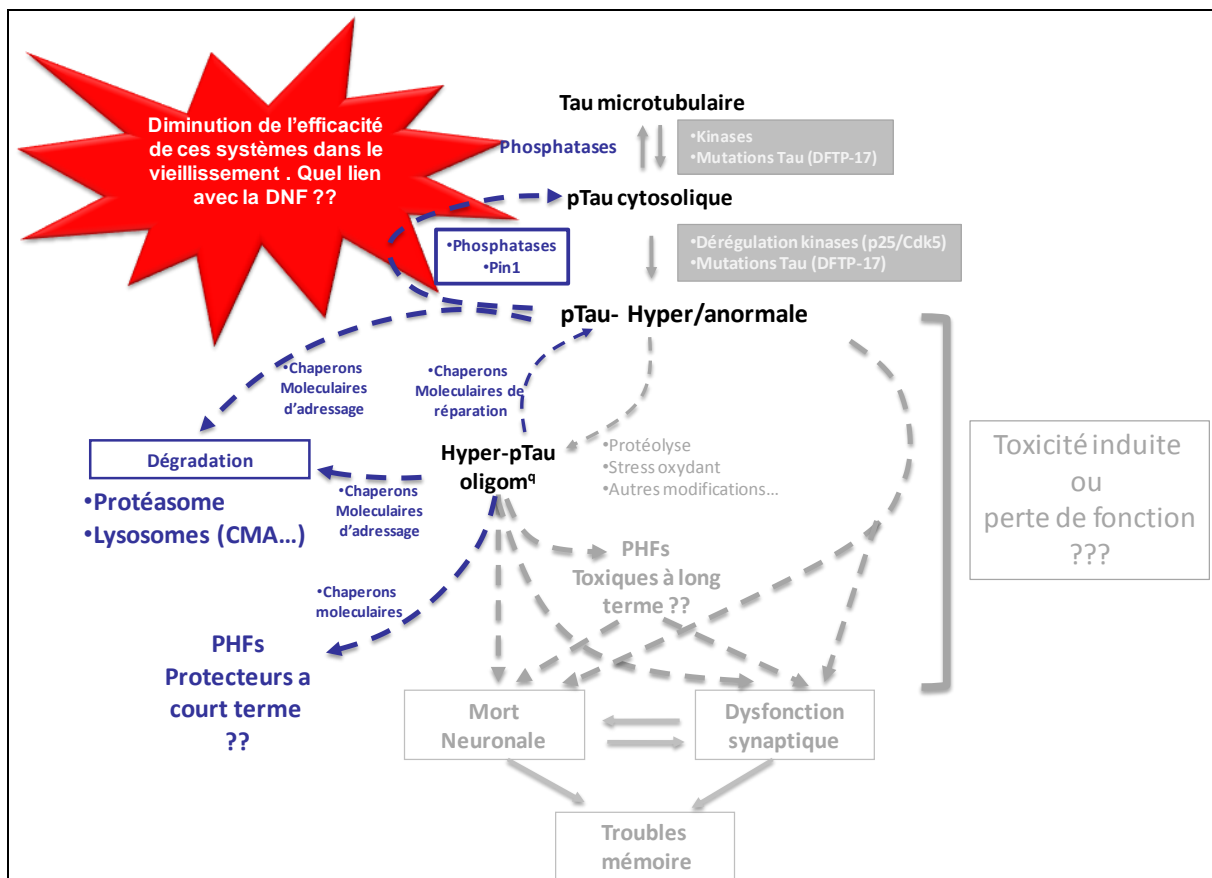 Diminution de l'efficacité
de ces systèmes dans le
vieillissement . Quel lien
avec la DNF ??
Tau microtubulaire
Phosphatases
•Kinases
•Mutations Tau (DFTP-17)
pTau cytosolique
•Phosphatases
•Pin1
•Dérégulation kinases (p25/Cdk5)
•Mutations Tau (DFTP-17)
pTau- Hyper/anormale
•Chaperons
Moleculaires
d'adressage
•Chaperons
Moleculaires de
réparation
Dégradation
•Protéasome
•Lysosomes (CMA…)
Hyper-pTau
oligomq
•Protéolyse
•Stress oxydant
•Autres modifications…
•Chaperons
Moleculaires
d'adressage
Toxicité induite
ou
perte de fonction
???
PHFs
Toxiques à long
terme ??
•Chaperons
moleculaires
PHFs
Protecteurs a
court terme
??
Mort
Neuronale
Dysfonction
synaptique
Troubles
mémoire